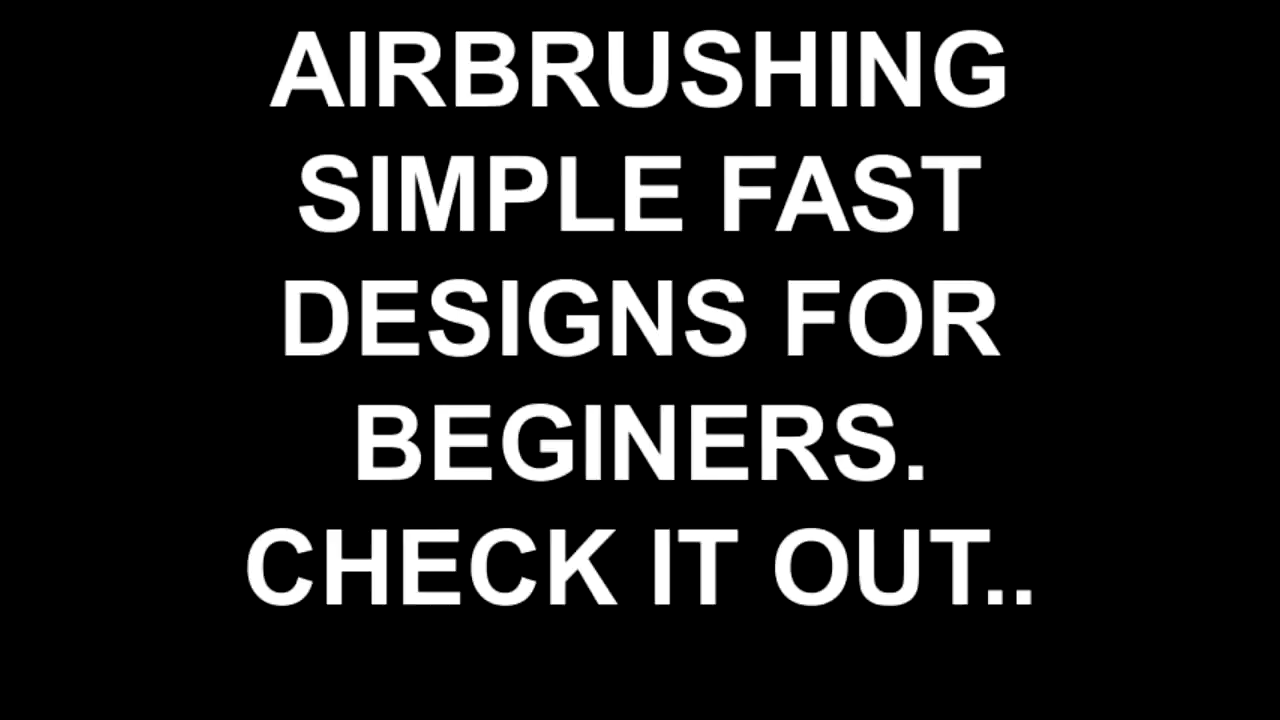 AIRBRUSHING
SIMPLE FAST
DESIGNS FOR
BEGINERS.
CHECK IT OUT..